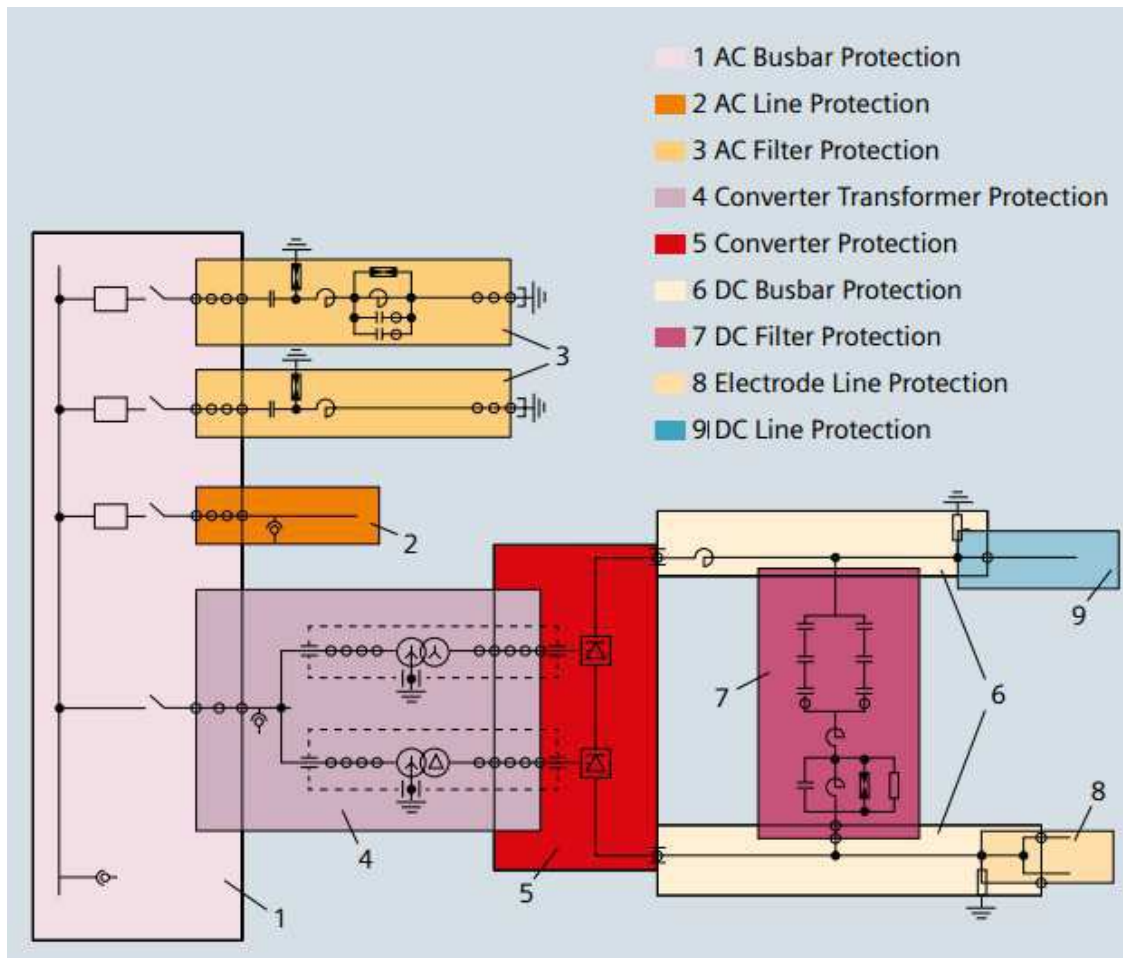 1 AC Busbar Protection
2 AC Line Protection
3 AC Filter Protection
4 Converter Transformer Protection
5 Converter Protection
6 DC Busbar Protection
7 DC Filter Protection
8 Electrode Line Protection
9 DC Line Protection
3
2
9
7
6
8
4
5
1